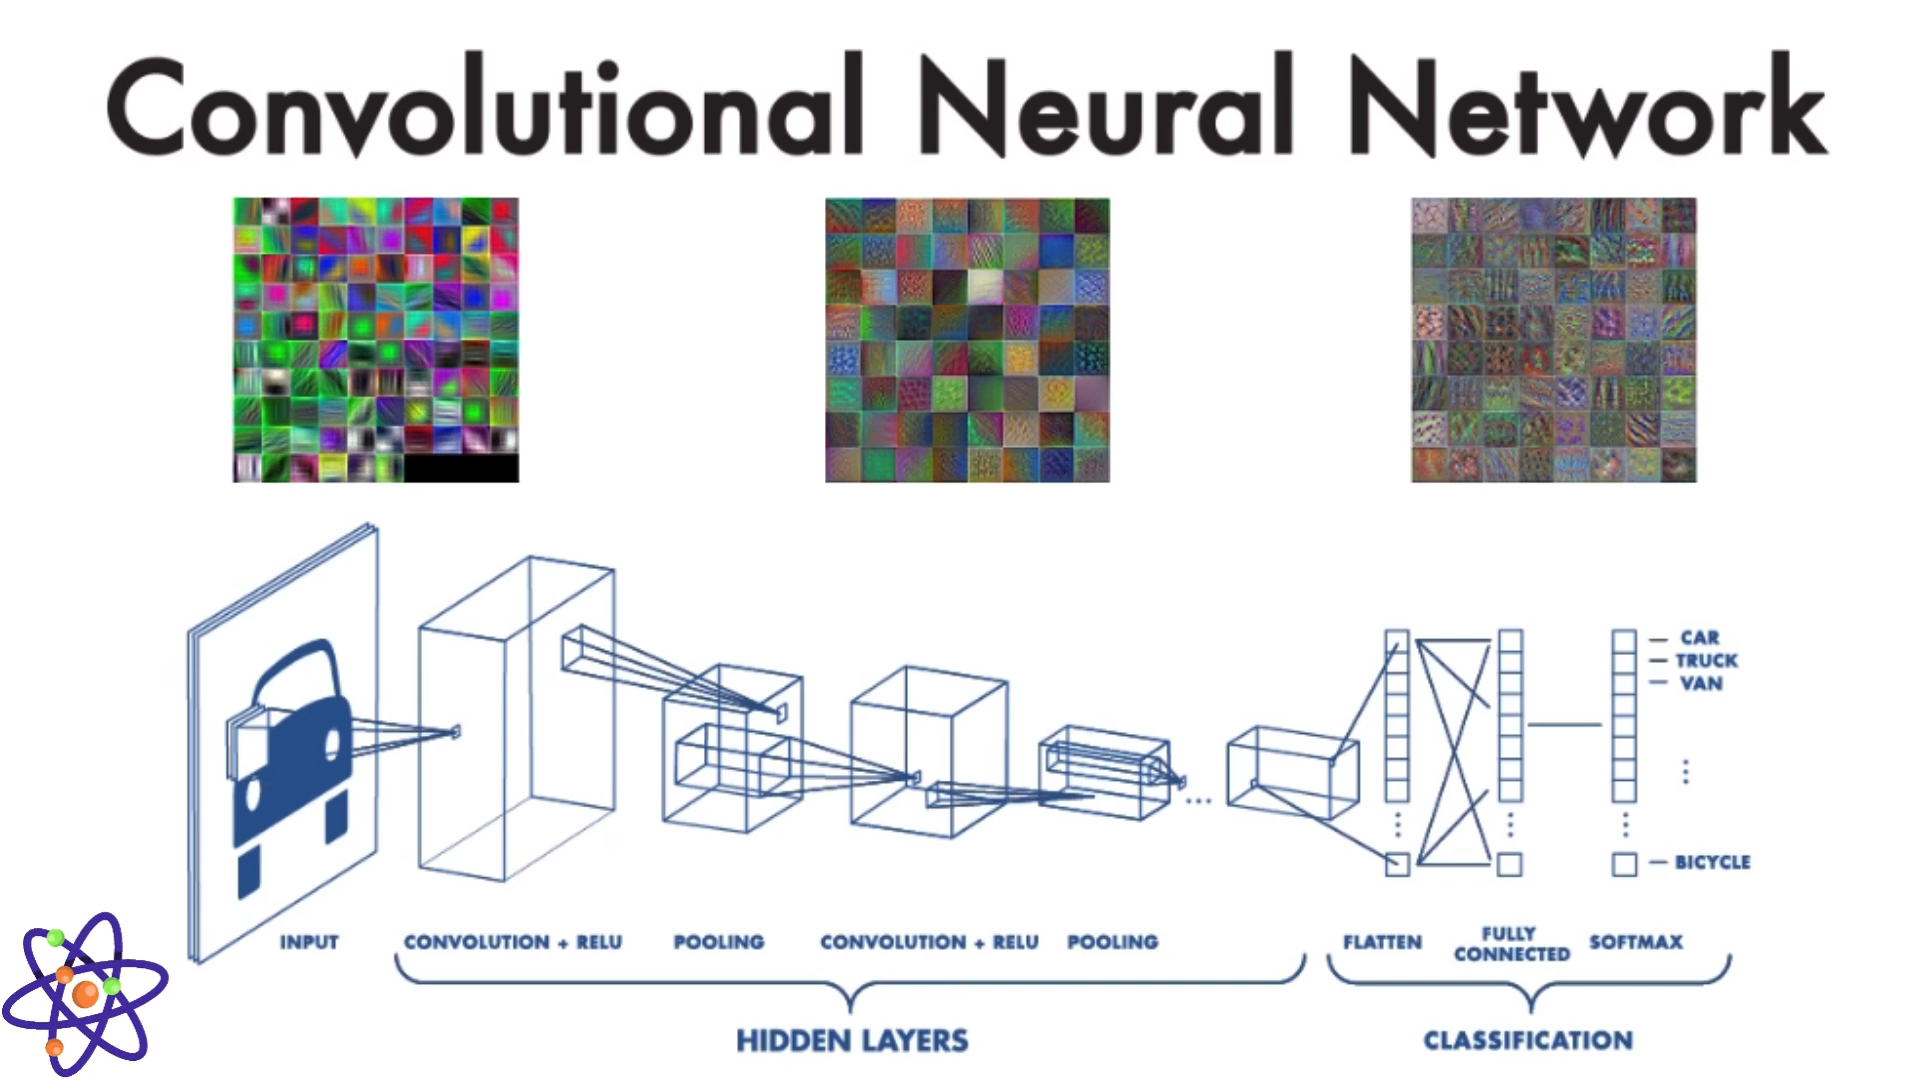 Convolutional Neural Network
CAR
TRUCK
VAN
BICYCLE
INPUT
CONVOLUTION + RELU
POOLING
CONVOLUTION + RELU
POOLING
FLATTEN
FULLY
CONNECTED
SOFTMAX
HIDDEN LAYERS
CLASSIFICATION